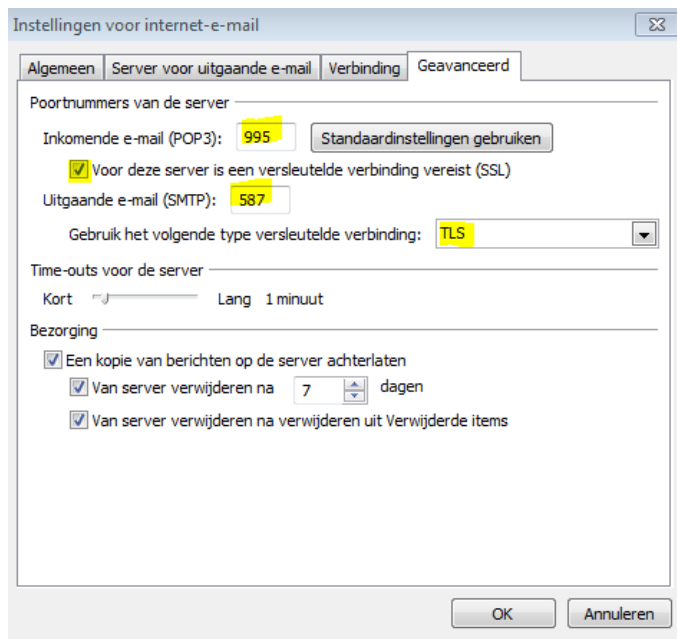 Instellingen voor internet-e-mail
Algemeen Server voor uitgaande e-mail Verbinding Geavanceerd
Poortnummers van de server
Inkomende e-mail (POP3): 995 Standaardinstellingen gebruiken
Voor deze server is een versleutelde verbinding vereist (SSL)
Uitgaande e-mail (SMTP): 587
Gebruik het volgende type versleutelde verbinding: TLS
Time-outs voor de server
Kort Lang 1 minuut
Bezorging
Een kopie van berichten op de server achterlaten
Van server verwijderen na 7 dagen
Van server verwijderen na verwijderen uit Verwijderde items
OK Annuleren